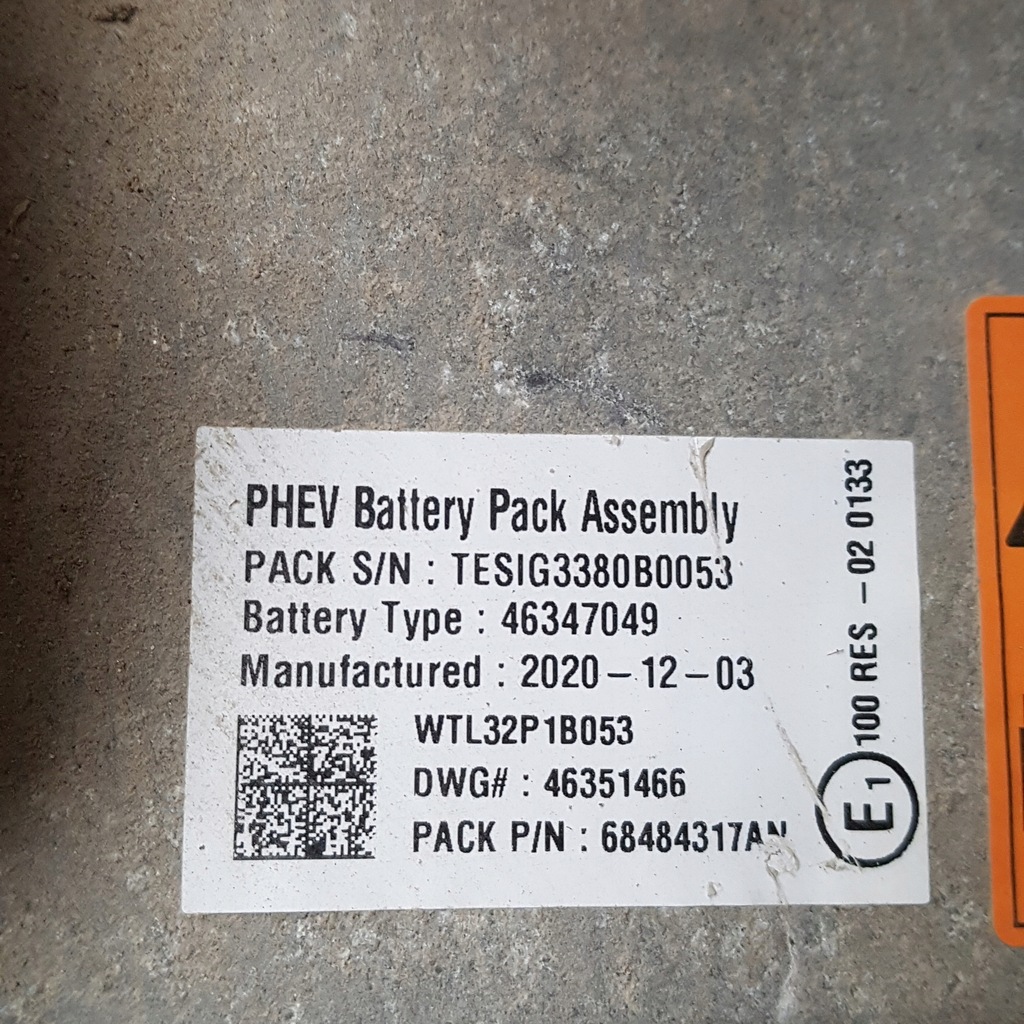 PHEV Battery Pack Assembly
PACK S/N : TESIG3380B0053
Battery Type : 46347049
Manufactured : 2020-12-03
WTL32P1B053
DWG# : 46351466
PACK P/N :
E1
100 RES -02 0133